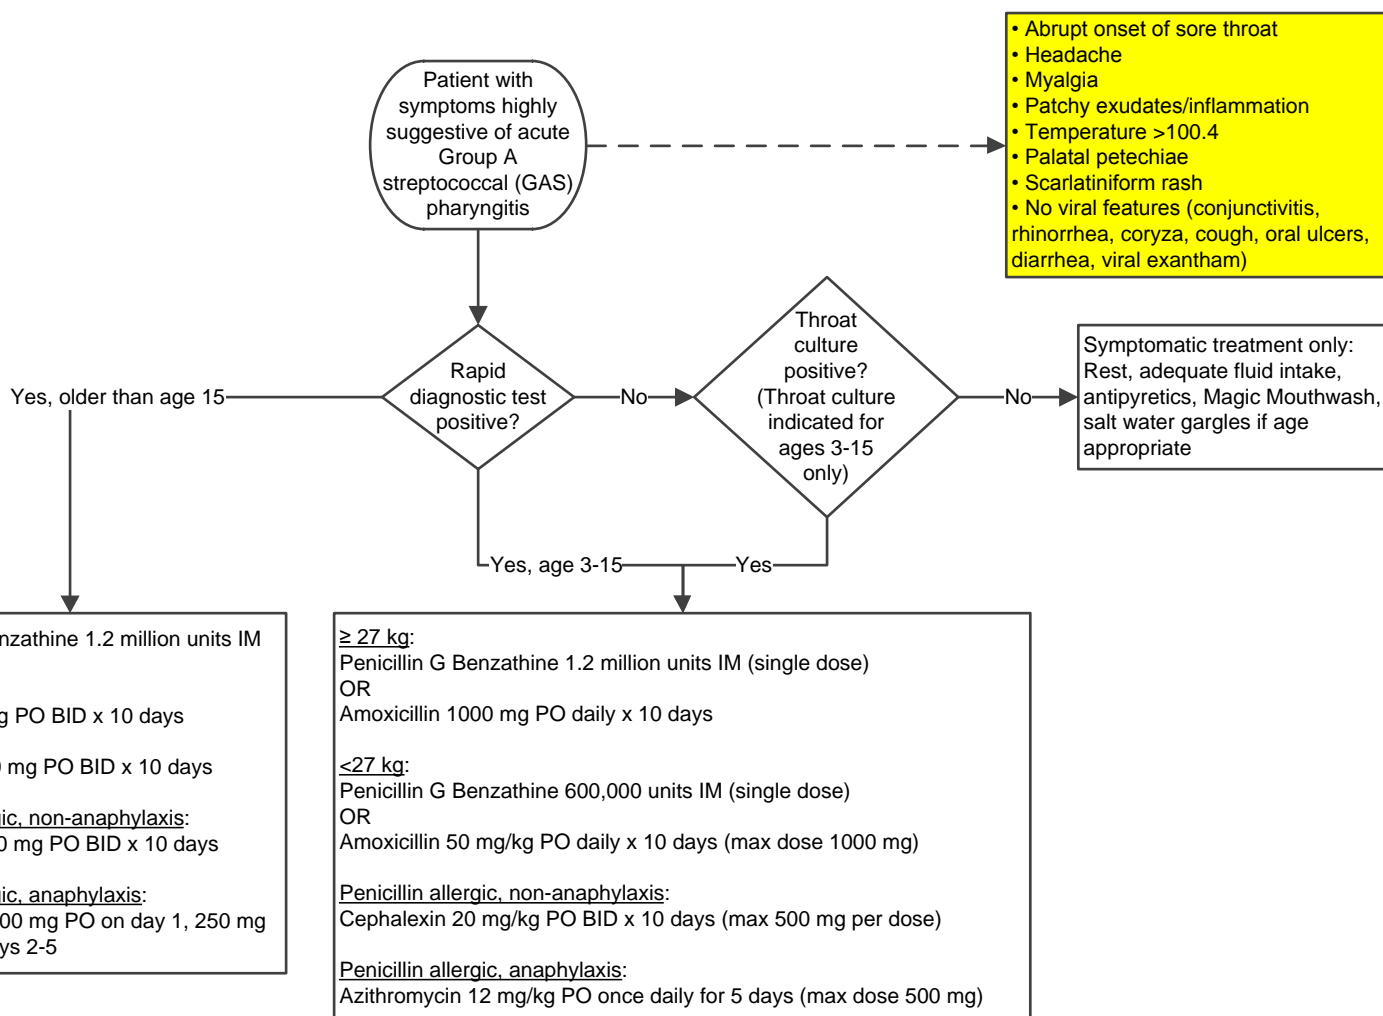 • Abrupt onset of sore throat
• Headache
• Myalgia
• Patchy exudates/inflammation
• Temperature >100.4
• Palatal petechiae
• Scarlatiniform rash
• No viral features (conjunctivitis,
rhinorrhea, coryza, cough, oral ulcers,
diarrhea, viral exantham)
Patient with
symptoms highly
suggestive of acute
Group A
streptococcal (GAS)
pharyngitis
Throat
culture
positive?
(Throat culture
indicated for
ages 3-15
only)
Symptomatic treatment only:
Rest, adequate fluid intake,
antipyretics, Magic Mouthwash,
salt water gargles if age
appropriate
Rapid
diagnostic test
positive?
Yes, older than age 15
No
No
Yes, age 3-15
Yes
1.2 million units IM
PO BID x 10 days
mg PO BID x 10 days
non-anaphylaxis:
mg PO BID x 10 days
anaphylaxis:
mg PO on day 1, 250 mg
2-5
≥ 27 kg:
Penicillin G Benzathine 1.2 million units IM (single dose)
OR
Amoxicillin 1000 mg PO daily x 10 days
<27 kg:
Penicillin G Benzathine 600,000 units IM (single dose)
OR
Amoxicillin 50 mg/kg PO daily x 10 days (max dose 1000 mg)
Penicillin allergic, non-anaphylaxis:
Cephalexin 20 mg/kg PO BID x 10 days (max 500 mg per dose)
Penicillin allergic, anaphylaxis:
Azithromycin 12 mg/kg PO once daily for 5 days (max dose 500 mg)